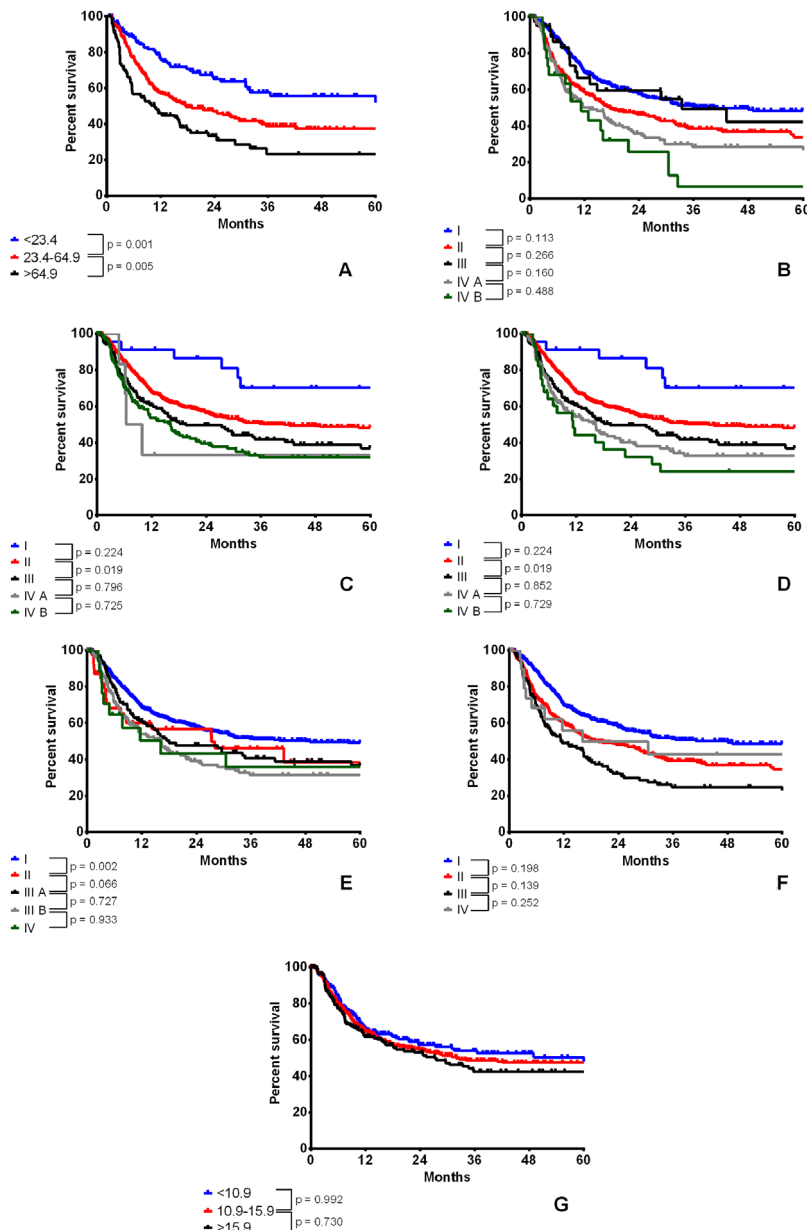 100
80
60
40
20
0
Percent survival
0 12 24 36 48 60
Months
<23.4
23.4-64.9
>64.9
p = 0.001
p = 0.005
A
100
80
60
40
20
0
Percent survival
0 12 24 36 48 60
Months
I
II
III
IV A
IV B
p = 0.113
p = 0.266
p = 0.160
p = 0.488
B
100
80
60
40
20
0
Percent survival
0 12 24 36 48 60
Months
I
II
III
IV A
IV B
p = 0.224
p = 0.019
p = 0.796
p = 0.725
C
100
80
60
40
20
0
Percent survival
0 12 24 36 48 60
Months
I
II
III
IV A
IV B
p = 0.224
p = 0.019
p = 0.852
p = 0.729
D
100
80
60
40
20
0
Percent survival
0 12 24 36 48 60
Months
I
II
III A
III B
IV
p = 0.002
p = 0.066
p = 0.727
p = 0.933
E
100
80
60
40
20
0
Percent survival
0 12 24 36 48 60
Months
I
II
III
IV
p = 0.198
p = 0.139
p = 0.252
F
100
80
60
40
20
0
Percent survival
0 12 24 36 48 60
Months
<10.9
10.9-15.9
>15.9
p = 0.992
p = 0.730
G